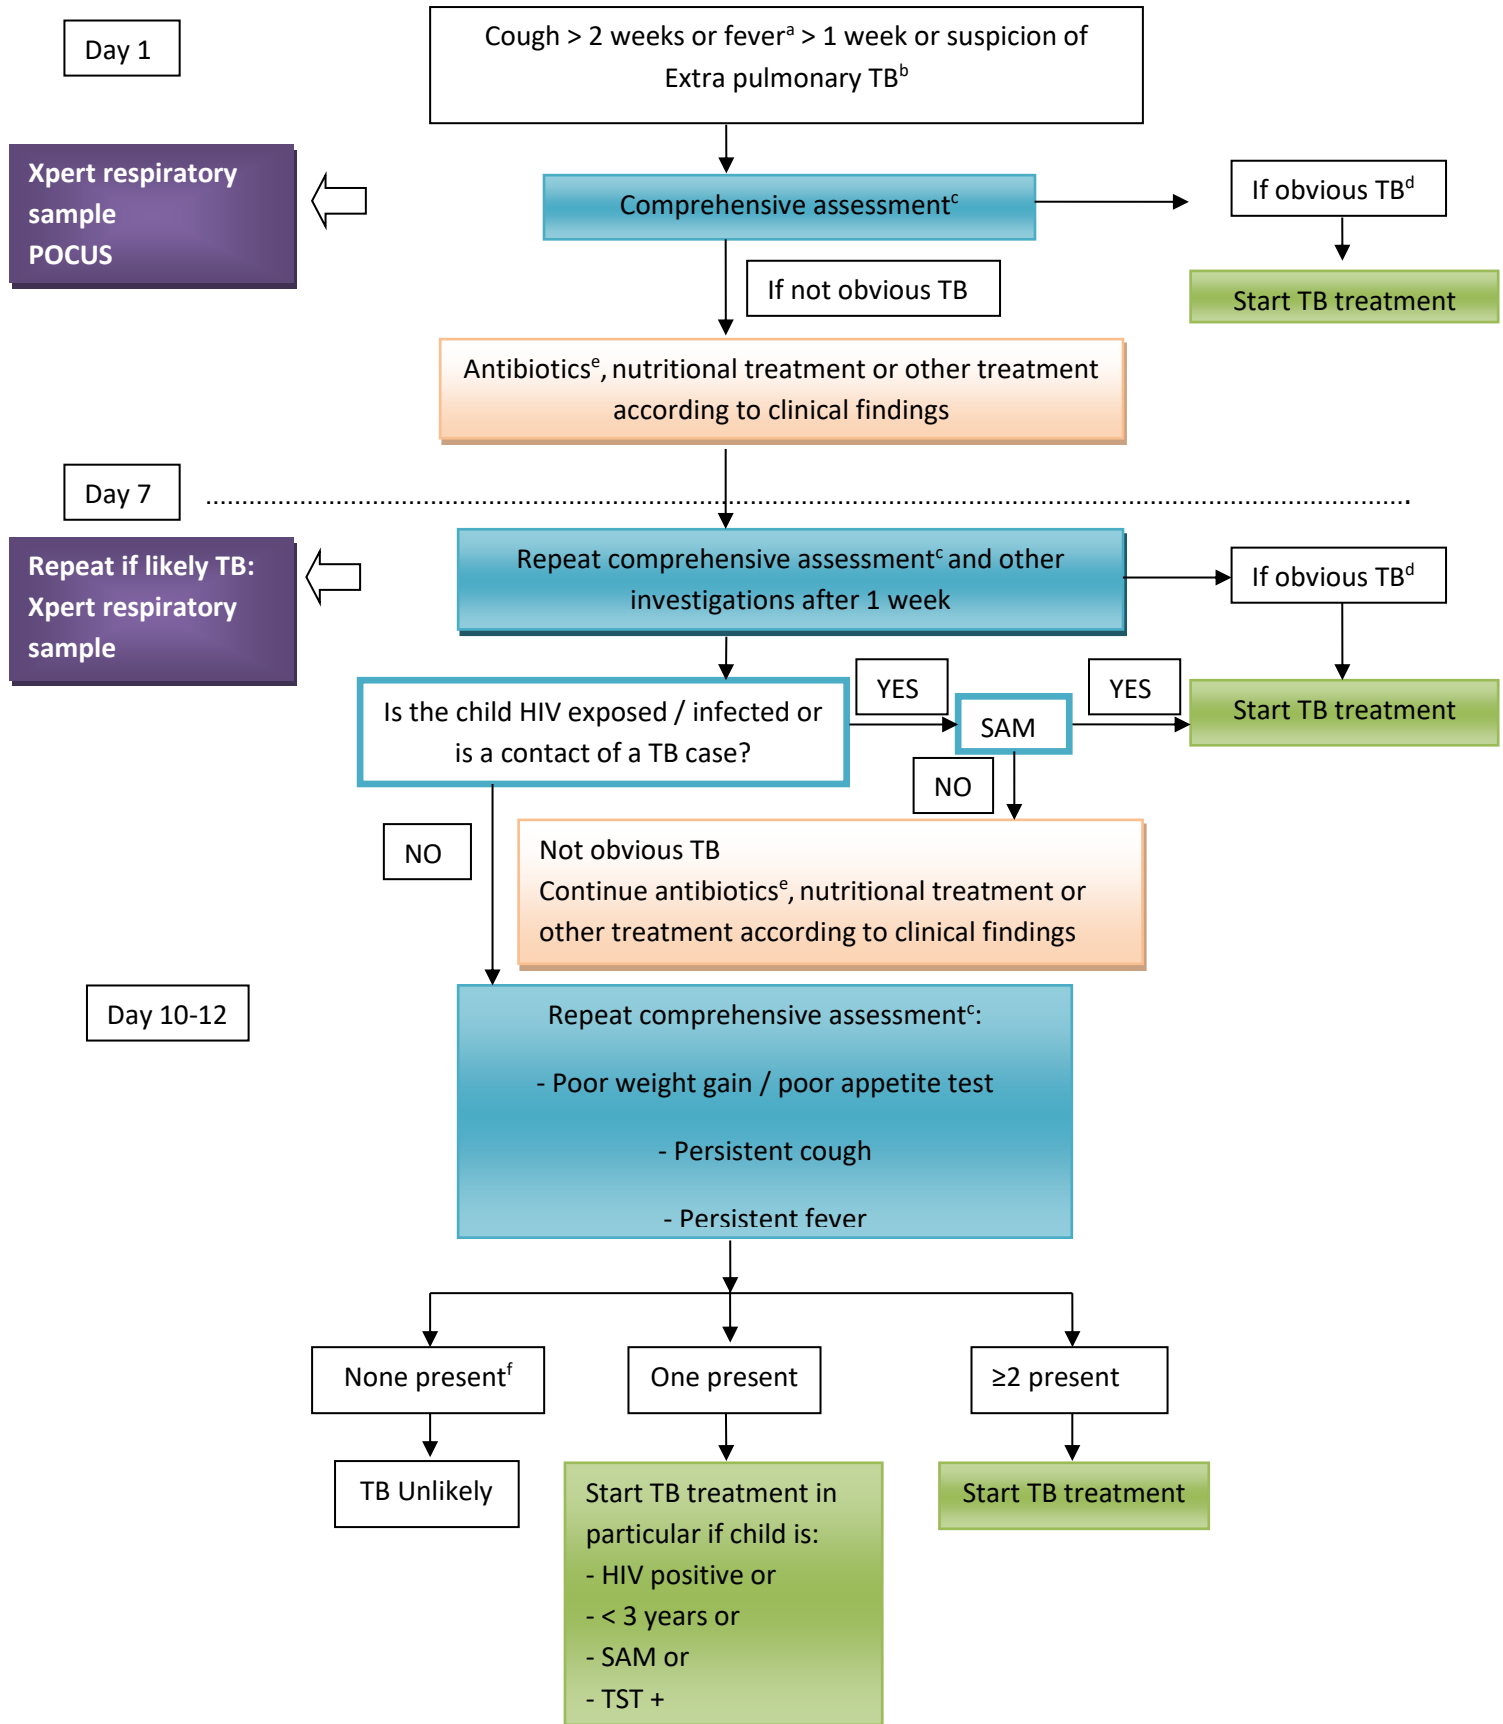 Day 1
Cough > 2 weeks or feverᵃ > 1 week or suspicion of
Extra pulmonary TBᵇ
Xpert respiratory
sample
POCUS
Comprehensive assessmentᶜ
If obvious TBᵈ
Start TB treatment
If not obvious TB
Antibioticsᵉ, nutritional treatment or other treatment
according to clinical findings
Day 7
Repeat if likely TB:
Xpert respiratory
sample
Repeat comprehensive assessmentᶜ and other
investigations after 1 week
If obvious TBᵈ
Is the child HIV exposed / infected or
is a contact of a TB case?
YES
SAM
YES
Start TB treatment
NO
NO
Not obvious TB
Continue antibioticsᵉ, nutritional treatment or
other treatment according to clinical findings
Day 10-12
Repeat comprehensive assessmentᶜ:
- Poor weight gain / poor appetite test
- Persistent cough
- Persistent fever
None presentᶠ
One present
≥2 present
TB Unlikely
Start TB treatment in
particular if child is:
- HIV positive or
- < 3 years or
- SAM or
- TST +
Start TB treatment